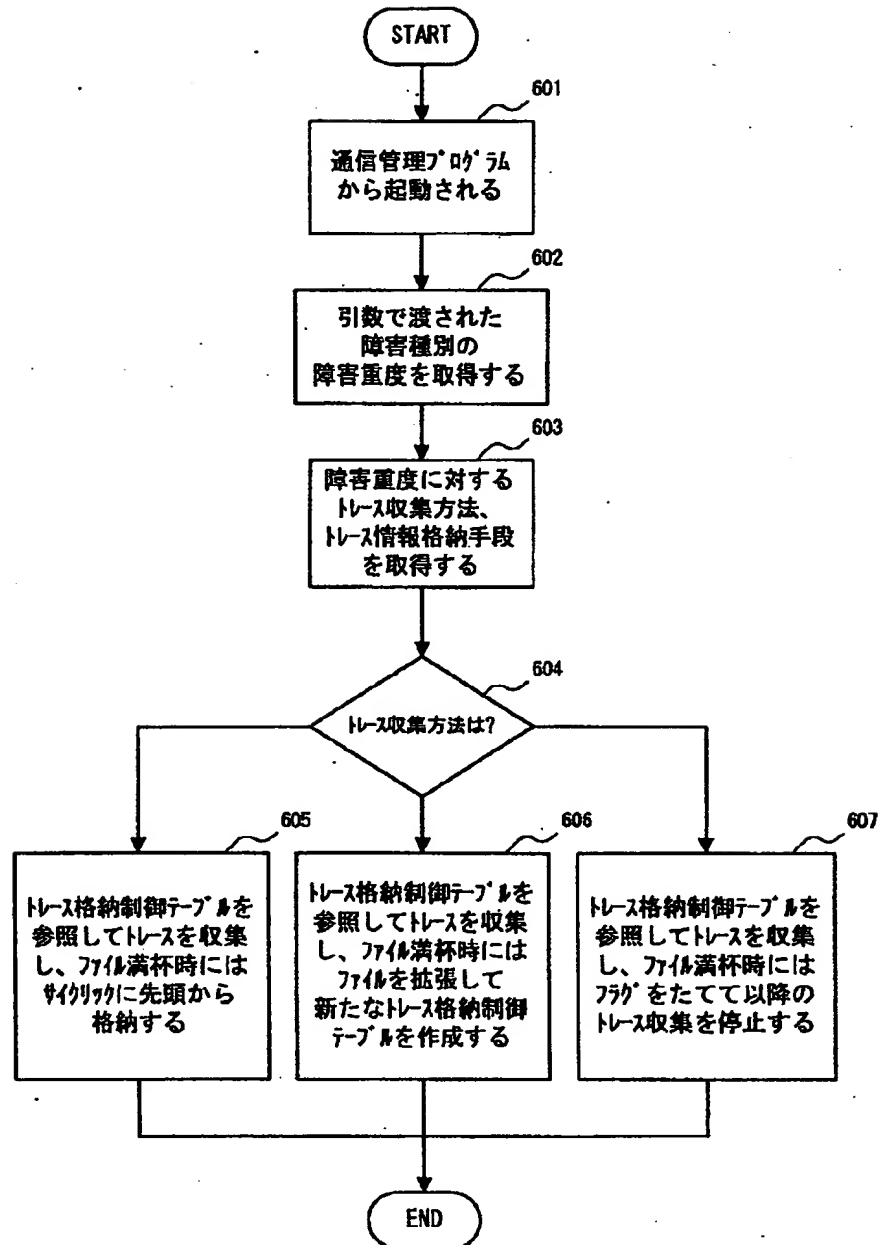 START
601
通信管理ﾌﾟﾛｸﾞﾗﾑ
から起動される
602
引数で渡された
障害種別の
障害重度を取得する
603
障害重度に対する
ﾄﾚｰｽ収集方法、
ﾄﾚｰｽ情報格納手段
を取得する
604
ﾄﾚｰｽ収集方法は?
605
ﾄﾚｰｽ格納制御ﾃｰﾌﾞﾙを
参照してﾄﾚｰｽを収集
し、ﾌｧｲﾙ満杯時には
ｻｲｸﾘｯｸに先頭から
格納する
606
ﾄﾚｰｽ格納制御ﾃｰﾌﾞﾙを
参照してﾄﾚｰｽを収集
し、ﾌｧｲﾙ満杯時には
ﾌｧｲﾙを拡張して
新たなﾄﾚｰｽ格納制御
ﾃｰﾌﾞﾙを作成する
607
ﾄﾚｰｽ格納制御ﾃｰﾌﾞﾙを
参照してﾄﾚｰｽを収集
し、ﾌｧｲﾙ満杯時には
ﾌﾗｸﾞをたてて以降の
ﾄﾚｰｽ収集を停止する
END